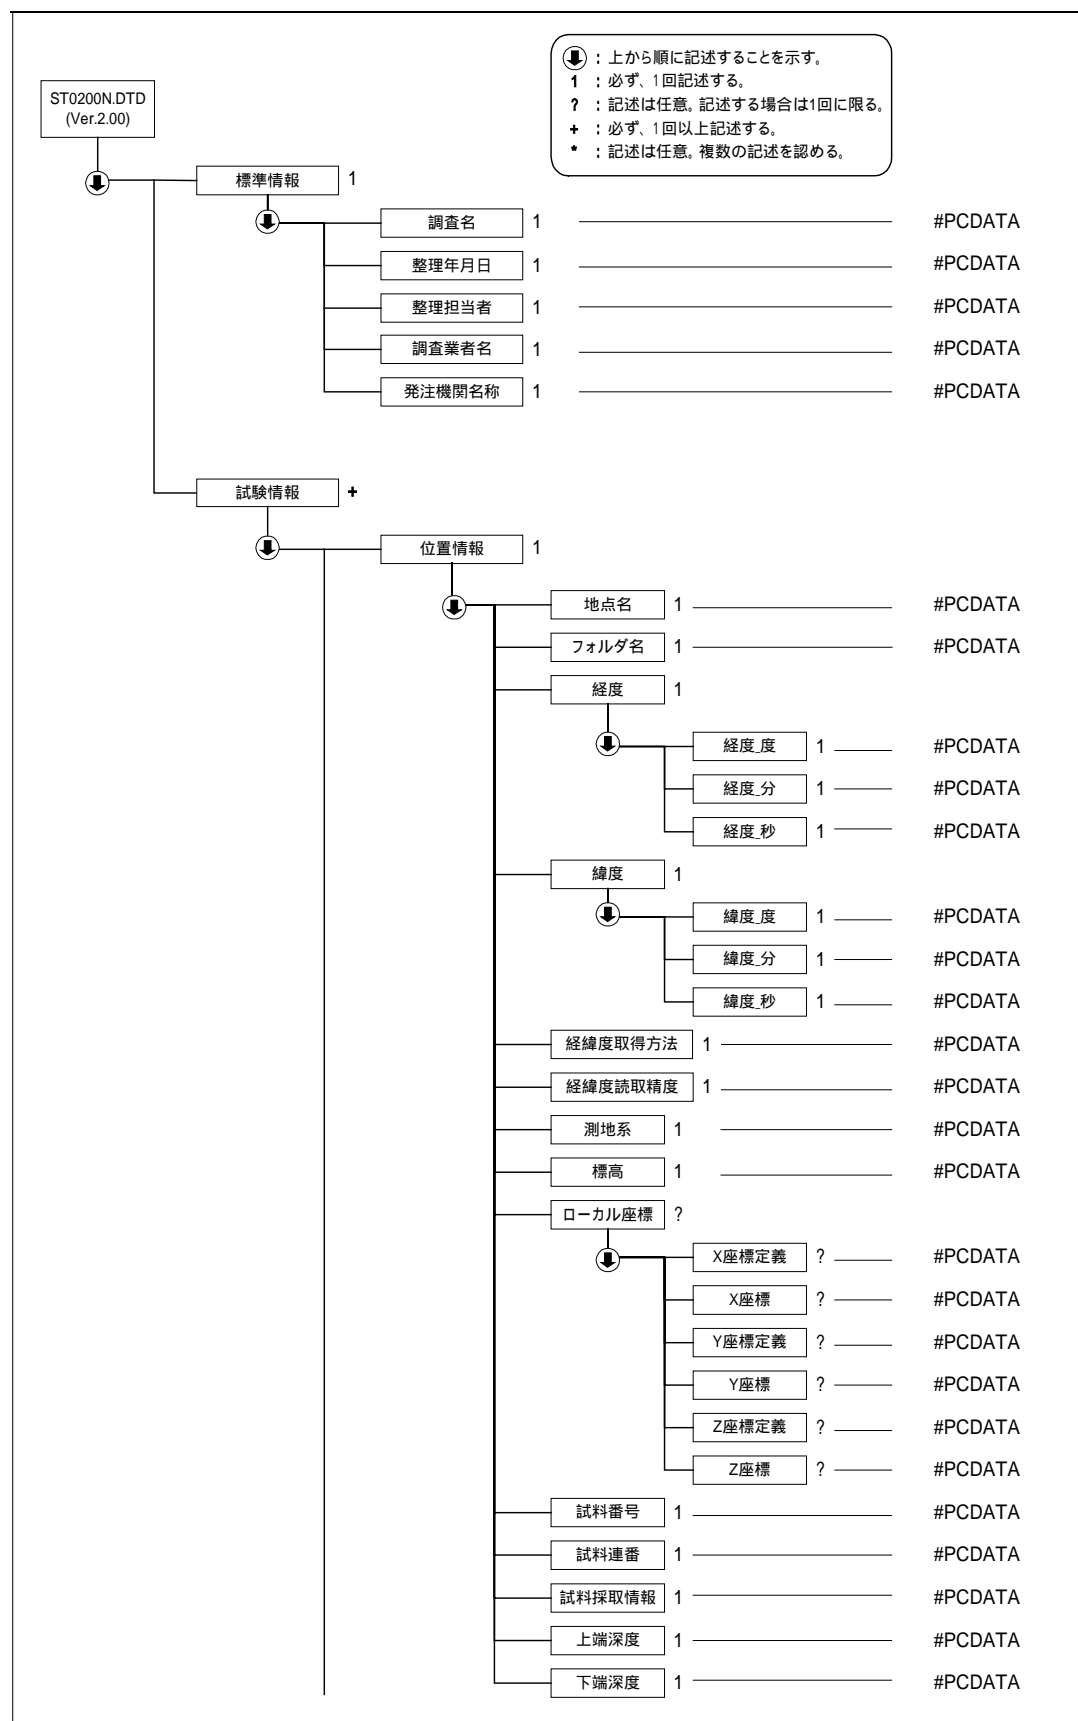 : 上から順に記述することを示す。
1 : 必ず、1回記述する。
? : 記述は任意。記述する場合は1回に限る。
+ : 必ず、1回以上記述する。
* : 記述は任意。複数の記述を認める。
ST0200N.DTD
(Ver.2.00)
標準情報 1
調査名 1 #PCDATA
整理年月日 1 #PCDATA
整理担当者 1 #PCDATA
調査業者名 1 #PCDATA
発注機関名称 1 #PCDATA
試験情報 +
位置情報 1
地点名 1 #PCDATA
フォルダ名 1 #PCDATA
経度 1
経度_度 1 #PCDATA
経度_分 1 #PCDATA
経度_秒 1 #PCDATA
緯度 1
緯度_度 1 #PCDATA
緯度_分 1 #PCDATA
緯度_秒 1 #PCDATA
経緯度取得方法 1 #PCDATA
経緯度読取精度 1 #PCDATA
測地系 1 #PCDATA
標高 1 #PCDATA
ローカル座標 ?
X座標定義 ? #PCDATA
X座標 ? #PCDATA
Y座標定義 ? #PCDATA
Y座標 ? #PCDATA
Z座標定義 ? #PCDATA
Z座標 ? #PCDATA
試料番号 1 #PCDATA
試料連番 1 #PCDATA
試料採取情報 1 #PCDATA
上端深度 1 #PCDATA
下端深度 1 #PCDATA